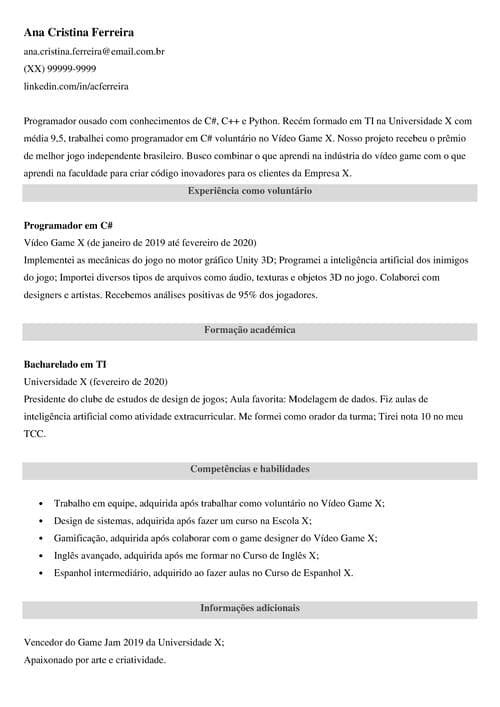 Ana Cristina Ferreira
ana.cristina.ferreira@email.com.br
(XX) 99999-9999
linkedin.com/in/acferreira
Programador ousado com conhecimentos de C#, C++ e Python. Recém formado em TI na Universidade X com
média 9,5, trabalhei como programador em C# voluntário no Vídeo Game X. Nosso projeto recebeu o prêmio
de melhor jogo independente brasileiro. Busco combinar o que aprendi na indústria do vídeo game com o que
aprendi na faculdade para criar código inovadores para os clientes da Empresa X.
Experiência como voluntário
Programador em C#
Vídeo Game X (de janeiro de 2019 até fevereiro de 2020)
Implementei as mecânicas do jogo no motor gráfico Unity 3D; Programei a inteligência artificial dos inimigos
do jogo; Importei diversos tipos de arquivos como áudio, texturas e objetos 3D no jogo. Colaborei com
designers e artistas. Recebemos análises positivas de 95% dos jogadores.
Formação académica
Bacharelado em TI
Universidade X (fevereiro de 2020)
Presidente do clube de estudos de design de jogos; Aula favorita: Modelagem de dados. Fiz aulas de
inteligência artificial como atividade extracurricular. Me formei como orador da turma; Tirei nota 10 no meu
TCC.
Competências e habilidades
• Trabalho em equipe, adquirida após trabalhar como voluntário no Vídeo Game X;
• Design de sistemas, adquirida após fazer um curso na Escola X;
• Gamificação, adquirida após colaborar com o game designer do Vídeo Game X;
• Inglês avançado, adquirida após me formar no Curso de Inglês X;
• Espanhol intermediário, adquirido ao fazer aulas no Curso de Espanhol X.
Informações adicionais
Vencedor do Game Jam 2019 da Universidade X;
Apaixonado por arte e criatividade.